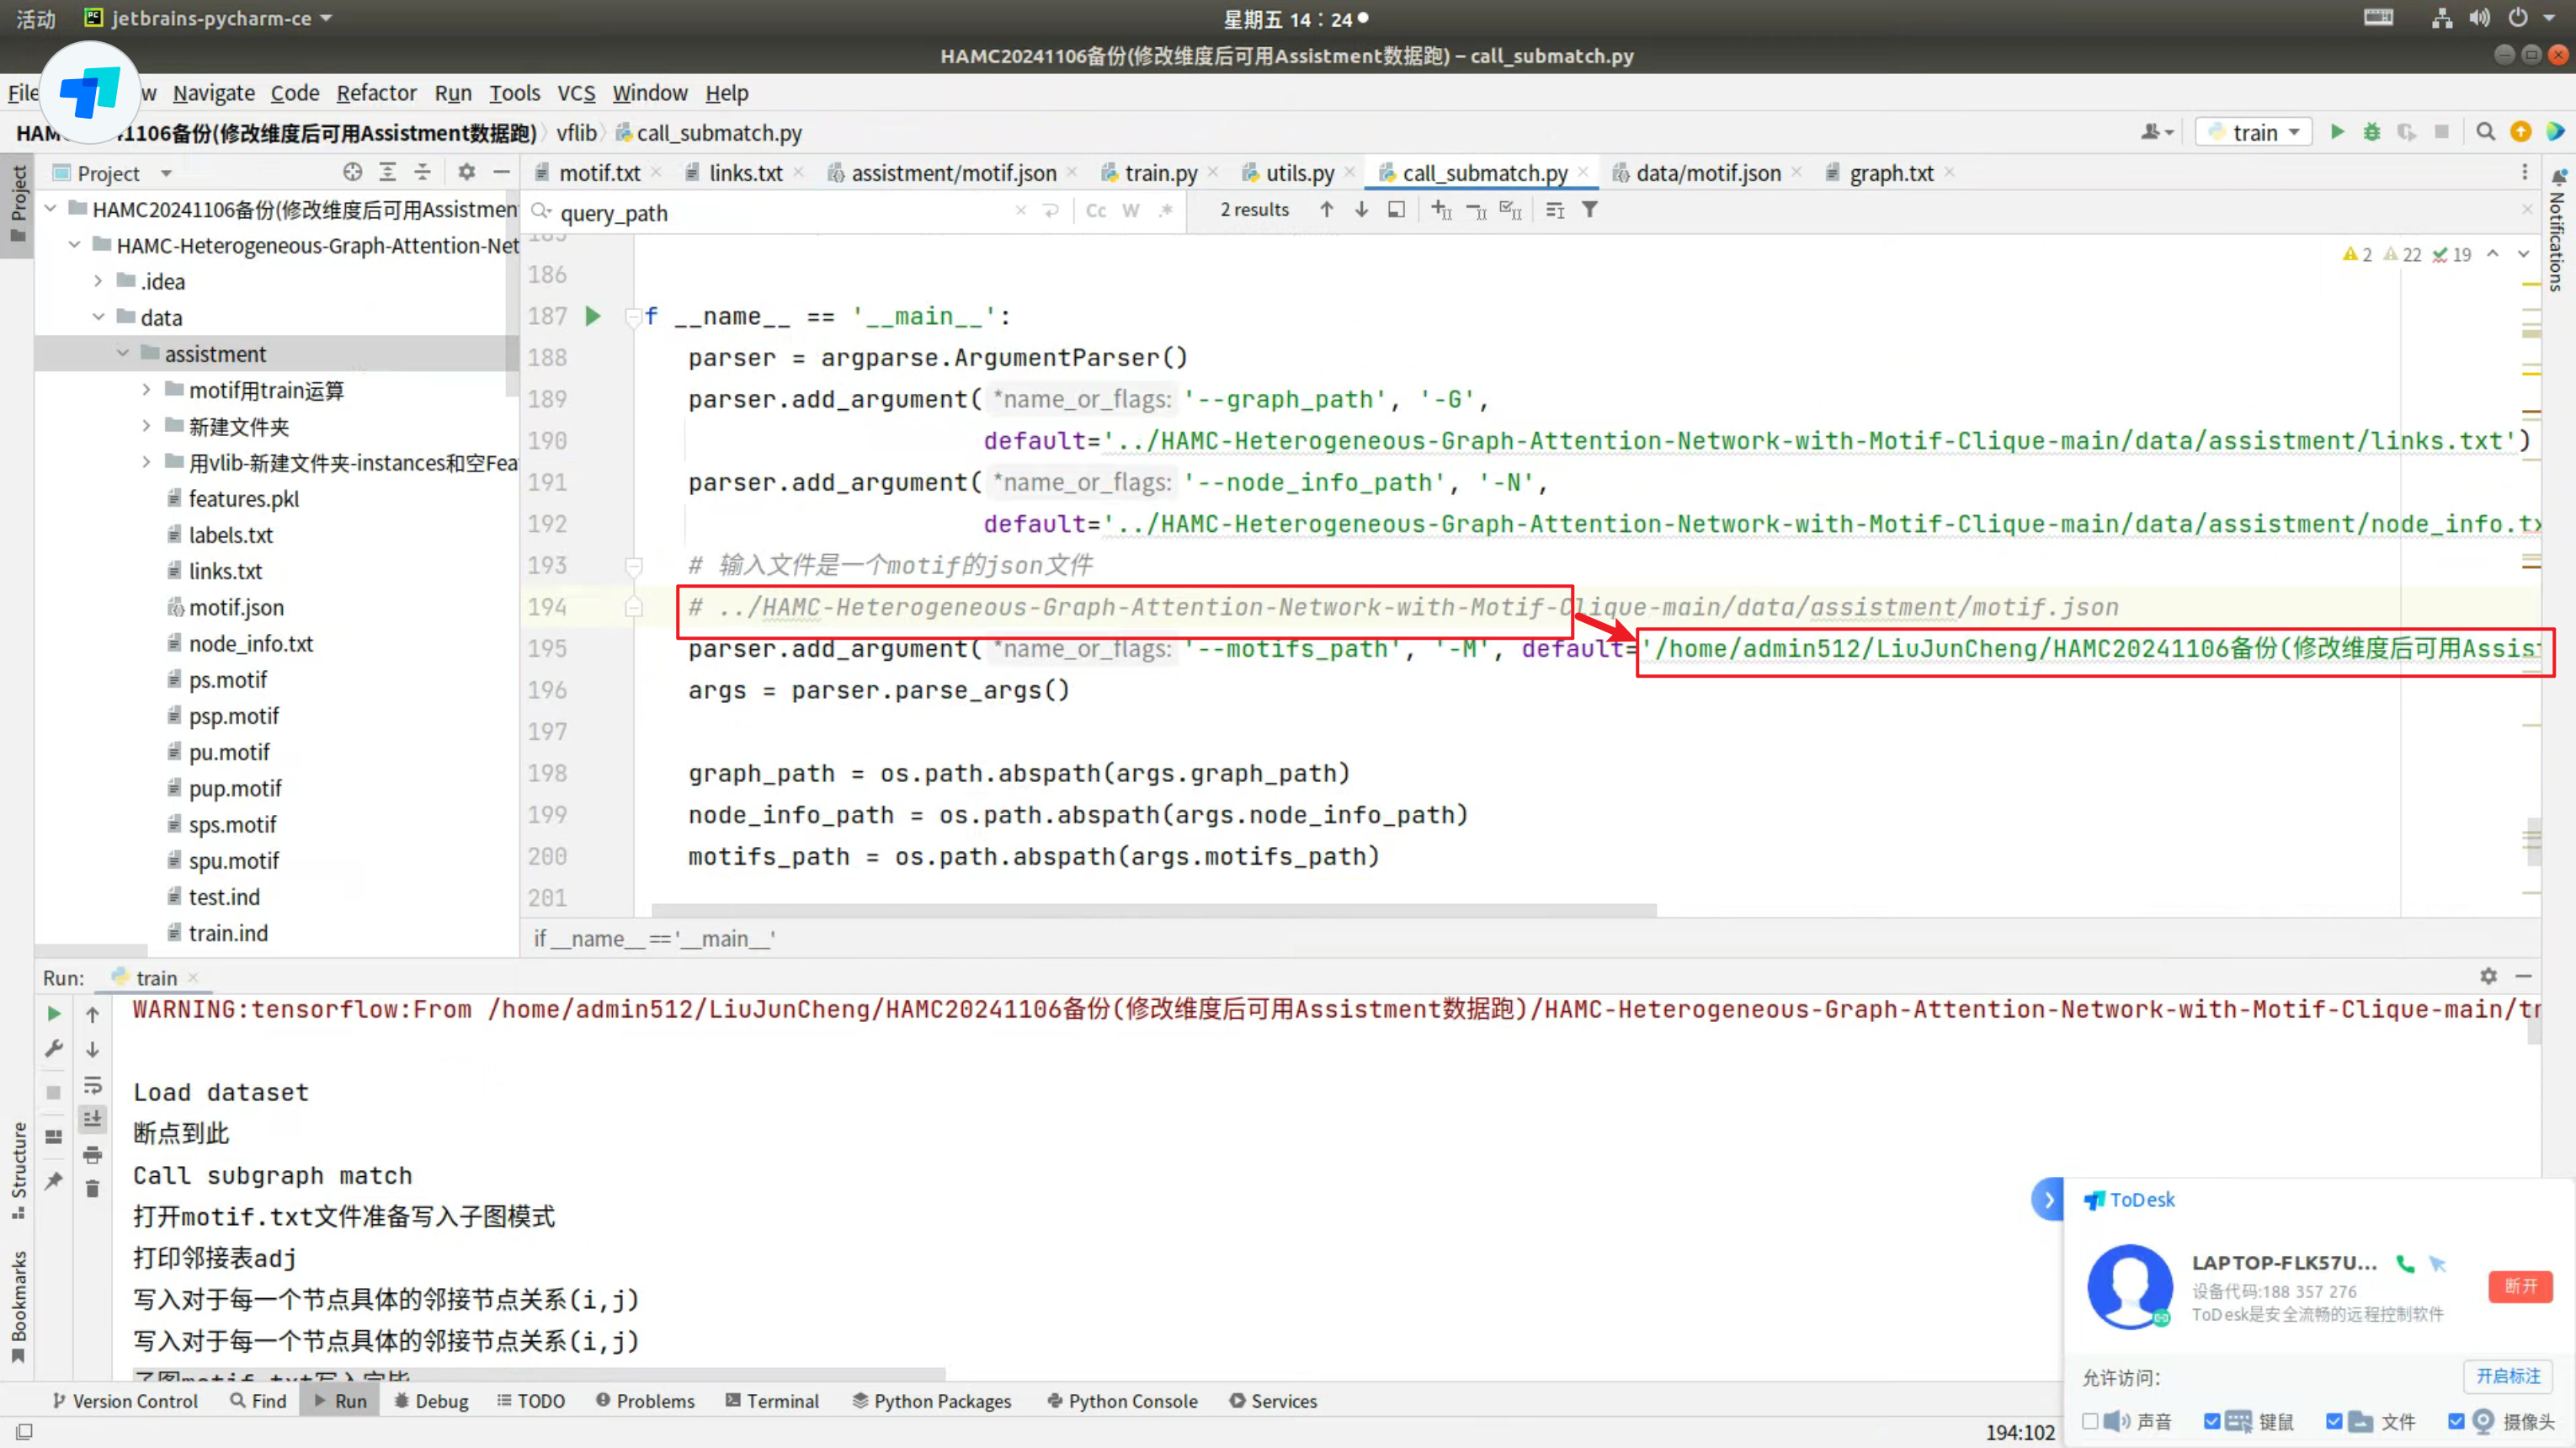 活动 jetbrains-pycharm-ce 星期五 14：24
HAMC20241106备份(修改维度后可用Assistment数据跑) – call_submatch.py
File w Navigate Code Refactor Run Tools VCS Window Help
HAM 1106备份(修改维度后可用Assistment数据跑) vflib call_submatch.py train
Project
Project
motif.txt links.txt assistment/motif.json train.py utils.py call_submatch.py data/motif.json graph.txt
Notifications
HAMC20241106备份(修改维度后可用Assistmen
HAMC-Heterogeneous-Graph-Attention-Net
.idea
data
assistment
motif用train运算
新建文件夹
用vlib-新建文件夹-instances和空Fea
features.pkl
labels.txt
links.txt
motif.json
node_info.txt
ps.motif
psp.motif
pu.motif
pup.motif
sps.motif
spu.motif
test.ind
train.ind
query_path Cc W .* 2 results
2 22 19
186
187 f __name__ == '__main__':
188 parser = argparse.ArgumentParser()
189 parser.add_argument( *name_or_flags: '--graph_path', '-G',
190 default='../HAMC-Heterogeneous-Graph-Attention-Network-with-Motif-Clique-main/data/assistment/links.txt')
191 parser.add_argument( *name_or_flags: '--node_info_path', '-N',
192 default='../HAMC-Heterogeneous-Graph-Attention-Network-with-Motif-Clique-main/data/assistment/node_info.tx
193 # 输入文件是一个motif的json文件
194 # ../HAMC-Heterogeneous-Graph-Attention-Network-with-Motif-Clique-main/data/assistment/motif.json
195 parser.add_argument( *name_or_flags: '--motifs_path', '-M', default='/home/admin512/LiuJunCheng/HAMC20241106备份(修改维度后可用Assis
196 args = parser.parse_args()
197
198 graph_path = os.path.abspath(args.graph_path)
199 node_info_path = os.path.abspath(args.node_info_path)
200 motifs_path = os.path.abspath(args.motifs_path)
201
if __name__ == '__main__'
Run: train
WARNING:tensorflow:From /home/admin512/LiuJunCheng/HAMC20241106备份(修改维度后可用Assistment数据跑)/HAMC-Heterogeneous-Graph-Attention-Network-with-Motif-Clique-main/tr
Load dataset
断点到此
Call subgraph match
打开motif.txt文件准备写入子图模式
打印邻接表adj
写入对于每一个节点具体的邻接节点关系(i,j)
写入对于每一个节点具体的邻接节点关系(i,j)
子图motif.txt写入完毕
Structure
Bookmarks
ToDesk
LAPTOP-FLK57U...
设备代码:188 357 276
ToDesk是安全流畅的远程控制软件
断开
允许访问：
开启标注
声音 键鼠 文件 摄像头
Version Control Find Run Debug TODO Problems Terminal Python Packages Python Console Services
194:102